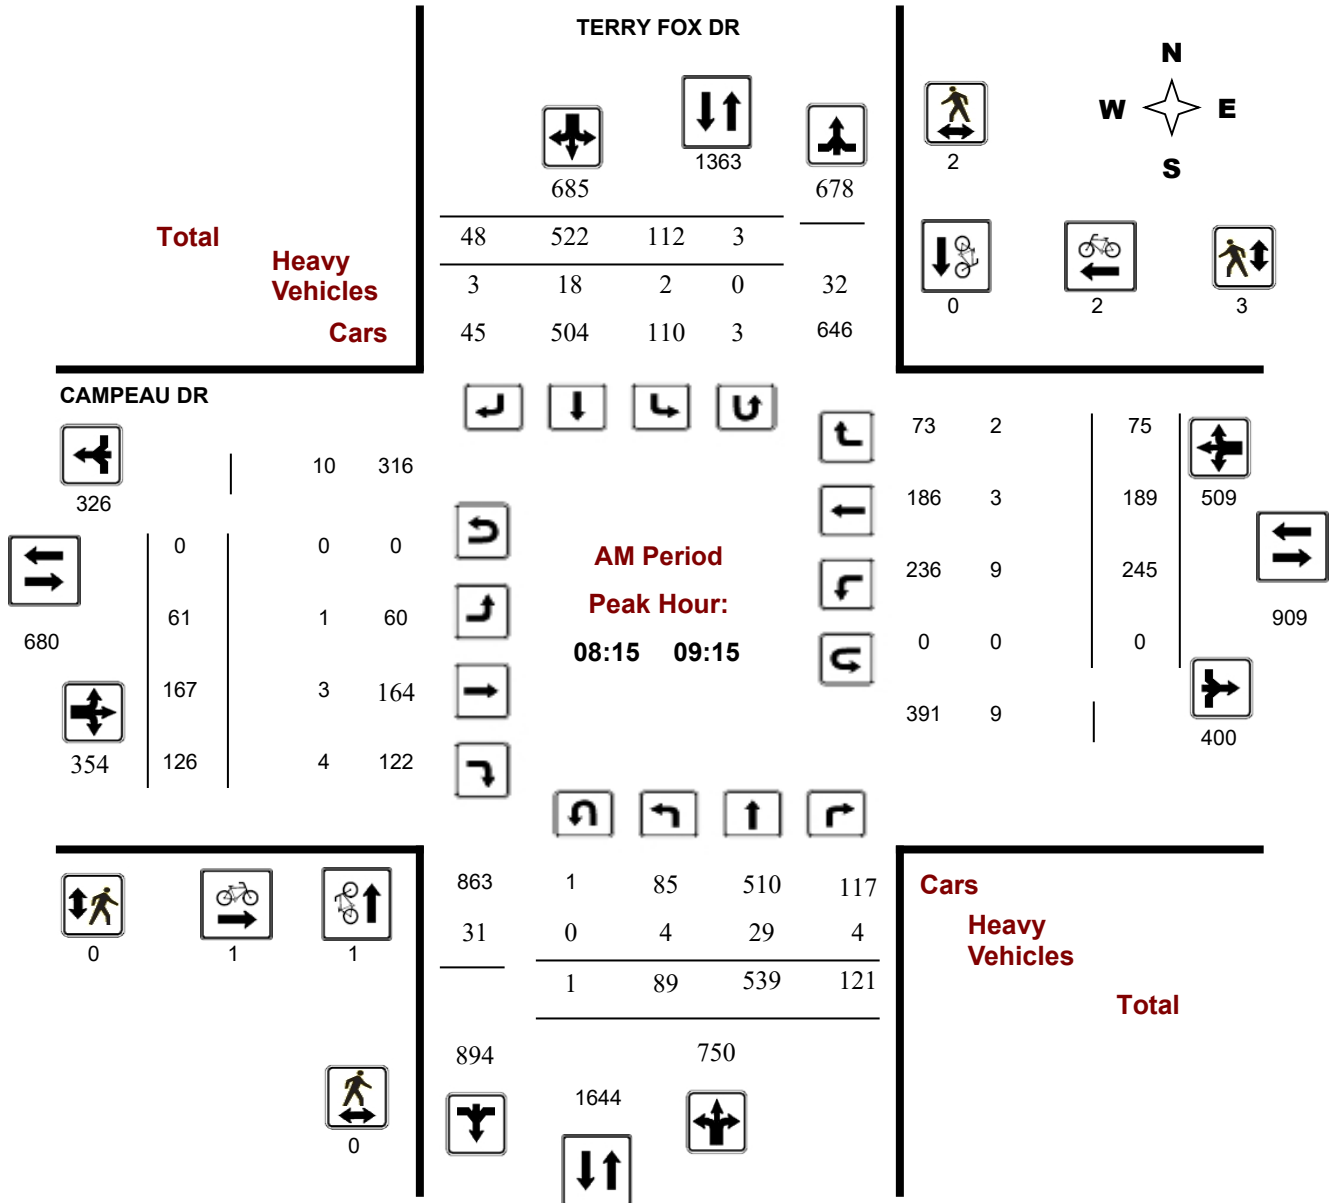 TERRY FOX DR
N
W E
S
1363
2
685 678
Total 48 522 112 3
Heavy
Vehicles 3 18 2 0 32
0 2 3
Cars 45 504 110 3 646
CAMPEAU DR
73 2 75
10 316
326
186 3 189 509
0 0 0
AM Period
236 9 245
Peak Hour:
61 1 60
909
680
08:15 09:15
0 0 0
167 3 164
391 9
400
354 126 4 122
863 1 85 510 117
Cars
31 0 4 29 4
Heavy
Vehicles
0 1 1
1 89 539 121
Total
894 750
1644
0